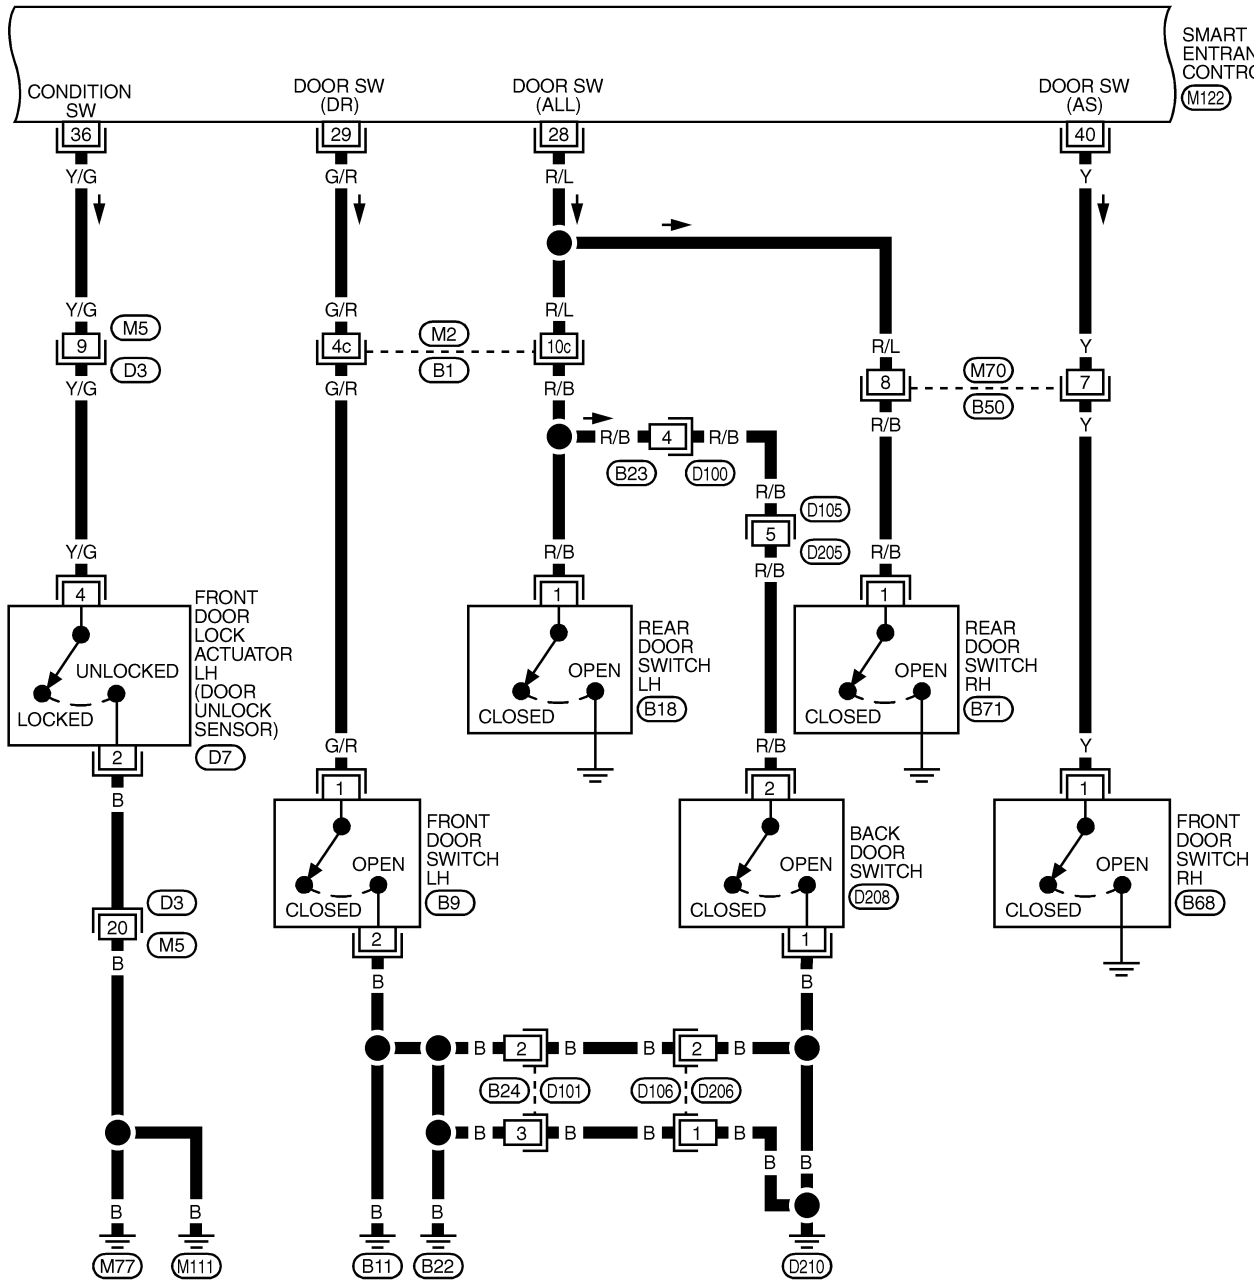 SMART
ENTRAN
CONTRO
M122
CONDITION
SW
DOOR SW
(DR)
DOOR SW
(ALL)
DOOR SW
(AS)
36
29
28
40
Y/G
G/R
R/L
Y
Y/G
G/R
R/L
9
M5
D3
4c
M2
B1
10c
R/L
Y
8
M70
B50
7
Y/G
G/R
R/B
R/B
Y
R/B
4
R/B
B23
D100
R/B
D105
5
D205
R/B
Y/G
R/B
R/B
4
1
1
FRONT
DOOR
LOCK
ACTUATOR
LH
(DOOR
UNLOCK
SENSOR)
D7
UNLOCKED
LOCKED
2
REAR
DOOR
SWITCH
LH
B18
OPEN
CLOSED
REAR
DOOR
SWITCH
RH
B71
OPEN
CLOSED
G/R
R/B
Y
B
1
2
1
FRONT
DOOR
SWITCH
LH
B9
OPEN
CLOSED
2
BACK
DOOR
SWITCH
D208
OPEN
CLOSED
1
FRONT
DOOR
SWITCH
RH
B68
OPEN
CLOSED
D3
20
M5
B
B
B
B
2
B
B
2
B
B24
D101
D106
D206
B
3
B
B
1
B
B
B
B
B
B
B
M77
M111
B11
B22
D210